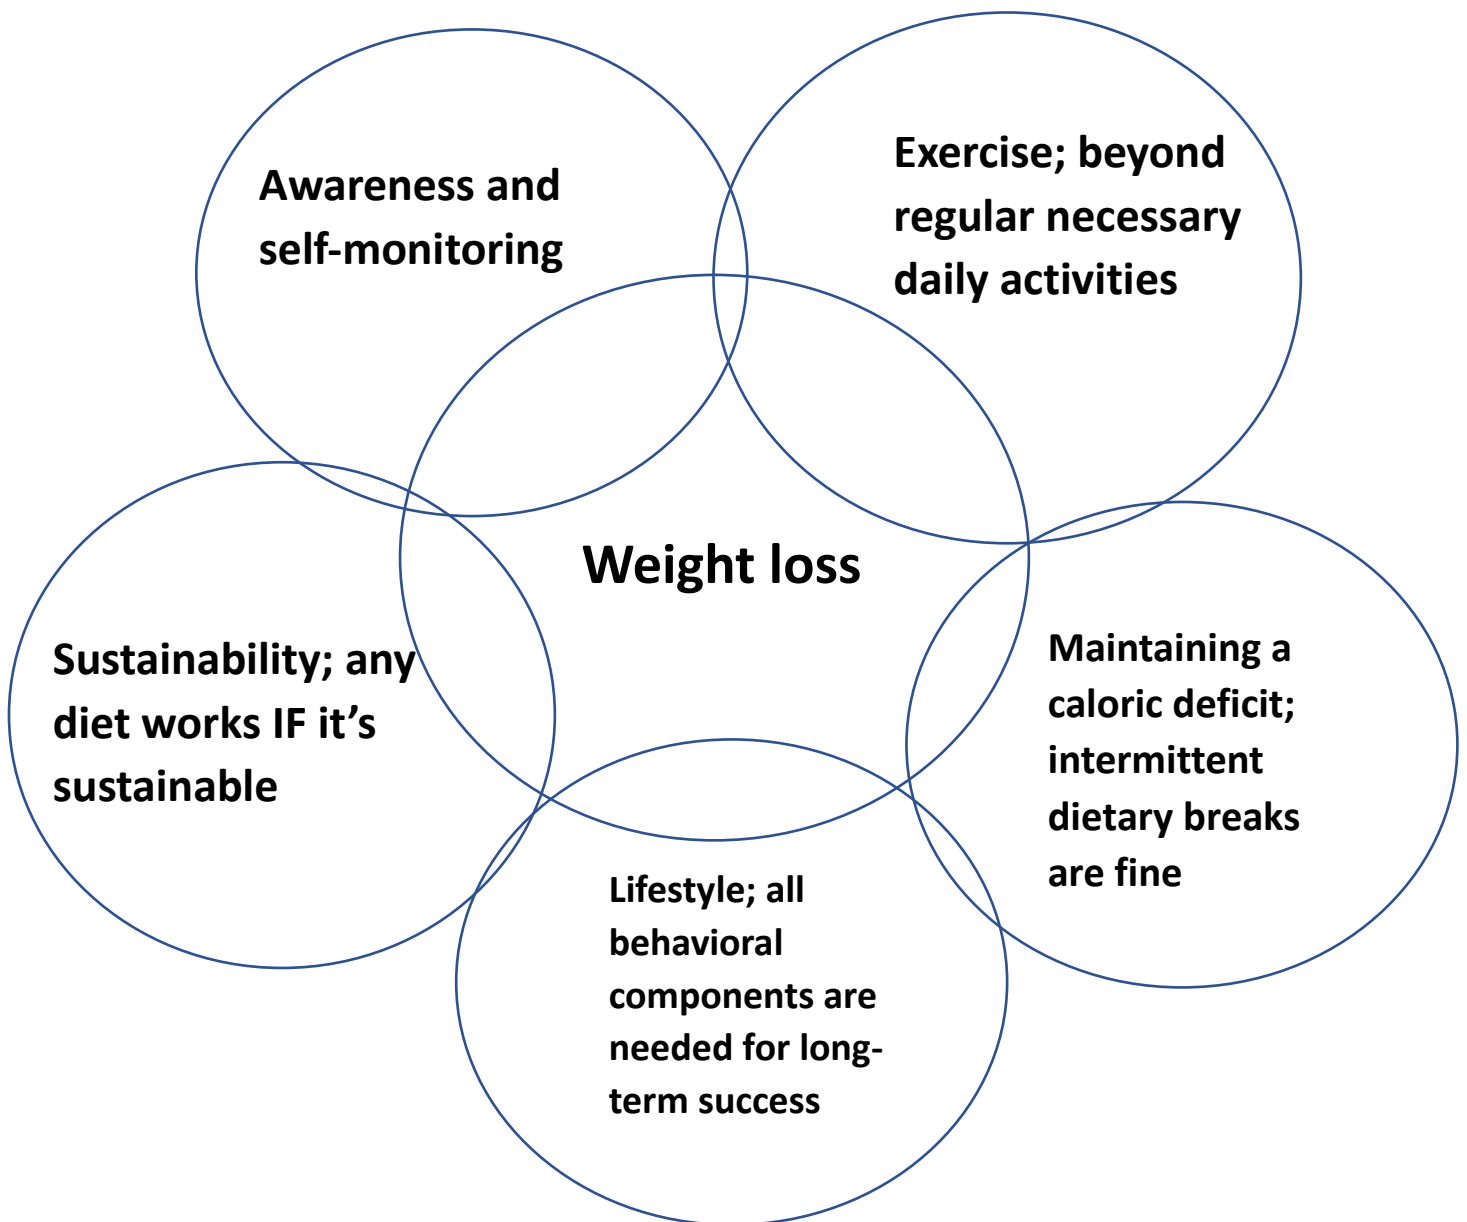 Awareness and
self-monitoring
Exercise; beyond
regular necessary
daily activities
Weight loss
Sustainability; any
diet works IF it’s
sustainable
Maintaining a
caloric deficit;
intermittent
dietary breaks
are fine
Lifestyle; all
behavioral
components are
needed for long-
term success